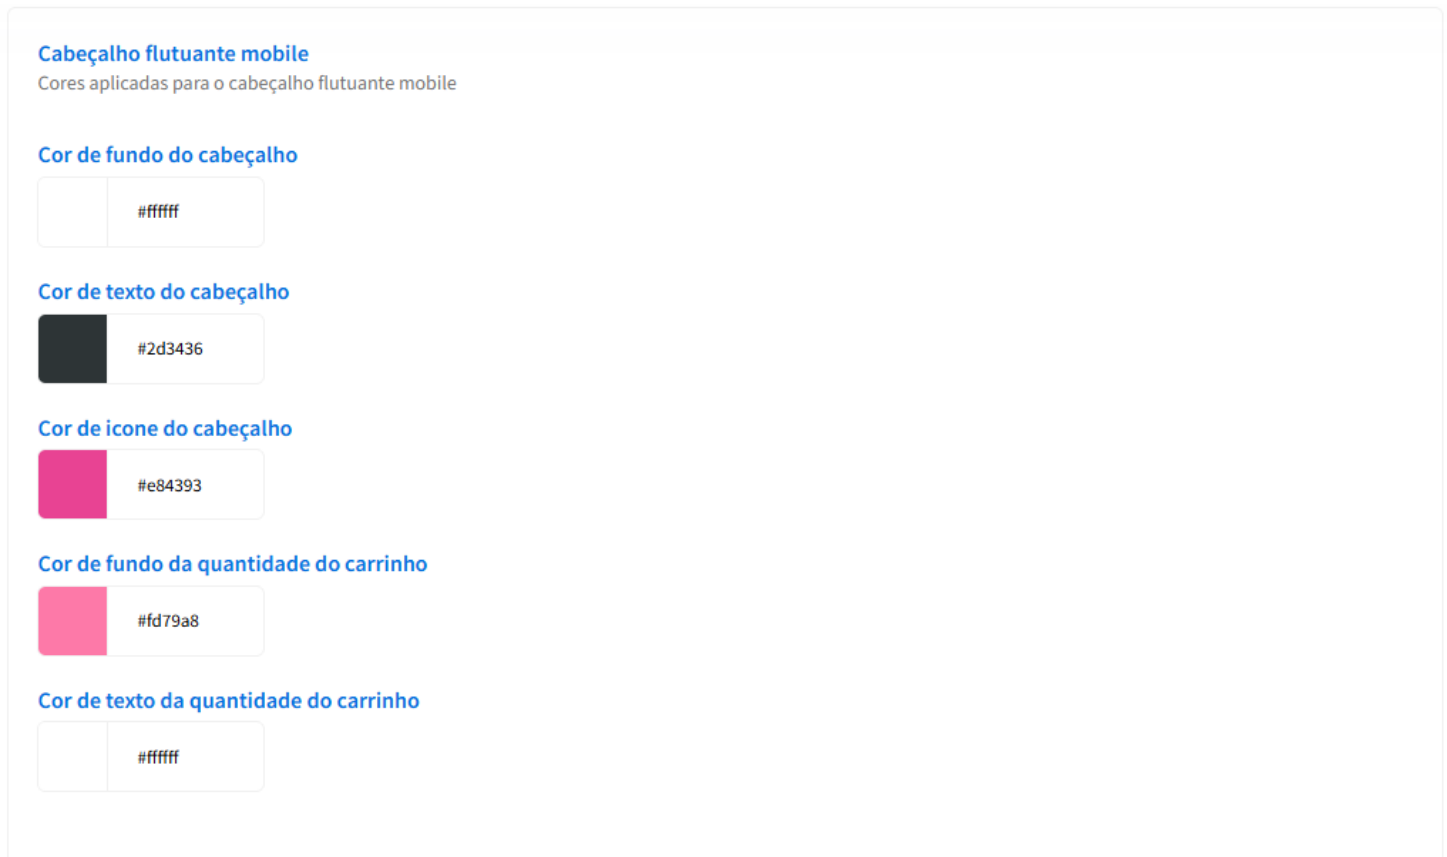 Cabeçalho flutuante mobile
Cores aplicadas para o cabeçalho flutuante mobile
Cor de fundo do cabeçalho
#ffffff
Cor de texto do cabeçalho
#2d3436
Cor de icone do cabeçalho
#e84393
Cor de fundo da quantidade do carrinho
#fd79a8
Cor de texto da quantidade do carrinho
#ffffff